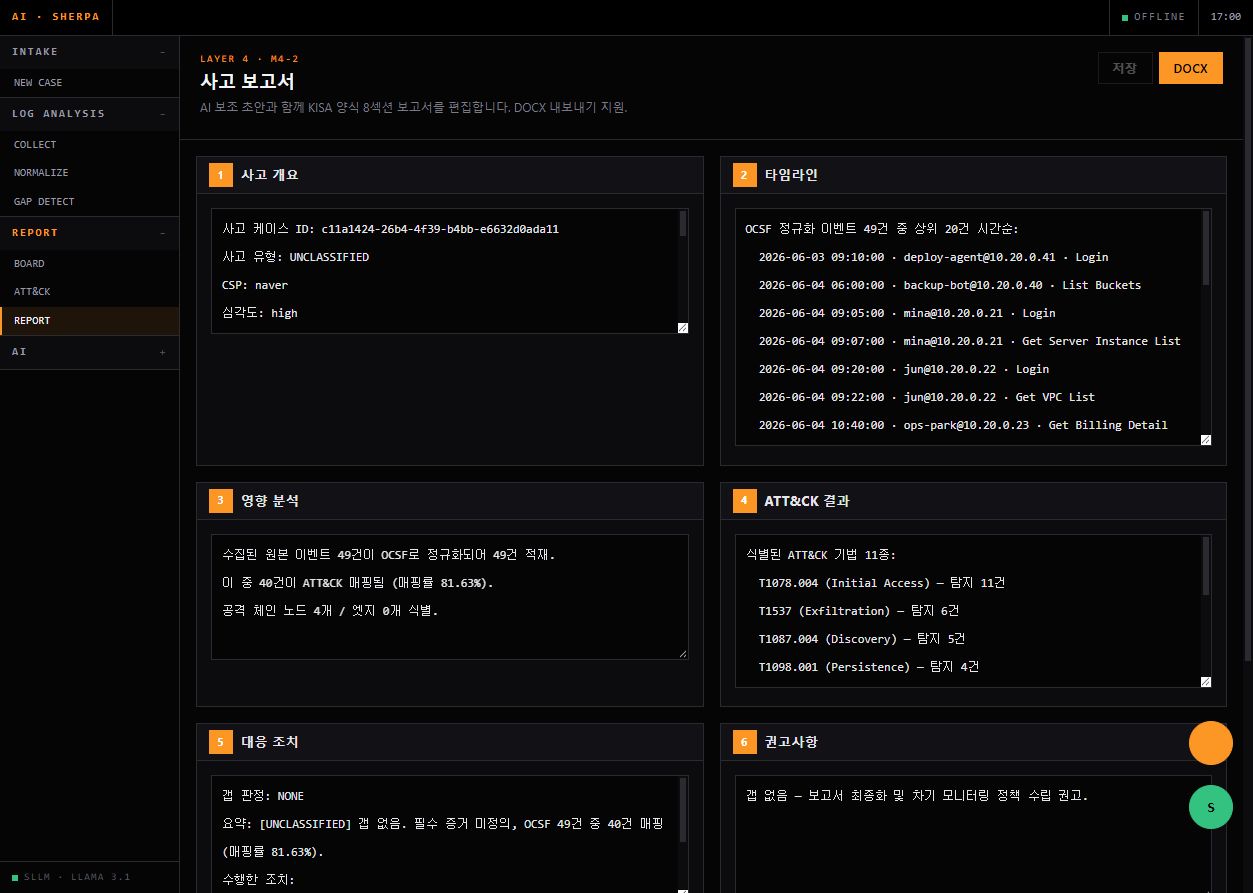 AI · SHERPA
OFFLINE
17:00
INTAKE
NEW CASE
LOG ANALYSIS
COLLECT
NORMALIZE
GAP DETECT
REPORT
BOARD
ATT&CK
REPORT
AI
SLLM · LLAMA 3.1
LAYER 4 · M4-2
사고 보고서
AI 보조 초안과 함께 KISA 양식 8섹션 보고서를 편집합니다. DOCX 내보내기 지원.
저장
DOCX
1 사고 개요
사고 케이스 ID: c11a1424-26b4-4f39-b4bb-e6632d0ada11
사고 유형: UNCLASSIFIED
CSP: naver
심각도: high
2 타임라인
OCSF 정규화 이벤트 49건 중 상위 20건 시간순:
2026-06-03 09:10:00 · deploy-agent@10.20.0.41 · Login
2026-06-04 06:00:00 · backup-bot@10.20.0.40 · List Buckets
2026-06-04 09:05:00 · mina@10.20.0.21 · Login
2026-06-04 09:07:00 · mina@10.20.0.21 · Get Server Instance List
2026-06-04 09:20:00 · jun@10.20.0.22 · Login
2026-06-04 09:22:00 · jun@10.20.0.22 · Get VPC List
2026-06-04 10:40:00 · ops-park@10.20.0.23 · Get Billing Detail
3 영향 분석
수집된 원본 이벤트 49건이 OCSF로 정규화되어 49건 적재.
이 중 40건이 ATT&CK 매핑됨 (매핑률 81.63%).
공격 체인 노드 4개 / 엣지 0개 식별.
4 ATT&CK 결과
식별된 ATT&CK 기법 11종:
T1078.004 (Initial Access) — 탐지 11건
T1537 (Exfiltration) — 탐지 6건
T1087.004 (Discovery) — 탐지 5건
T1098.001 (Persistence) — 탐지 4건
5 대응 조치
갭 판정: NONE
요약: [UNCLASSIFIED] 갭 없음. 필수 증거 미정의, OCSF 49건 중 40건 매핑
(매핑률 81.63%).
수행한 조치:
6 권고사항
갭 없음 — 보고서 최종화 및 차기 모니터링 정책 수립 권고.
S